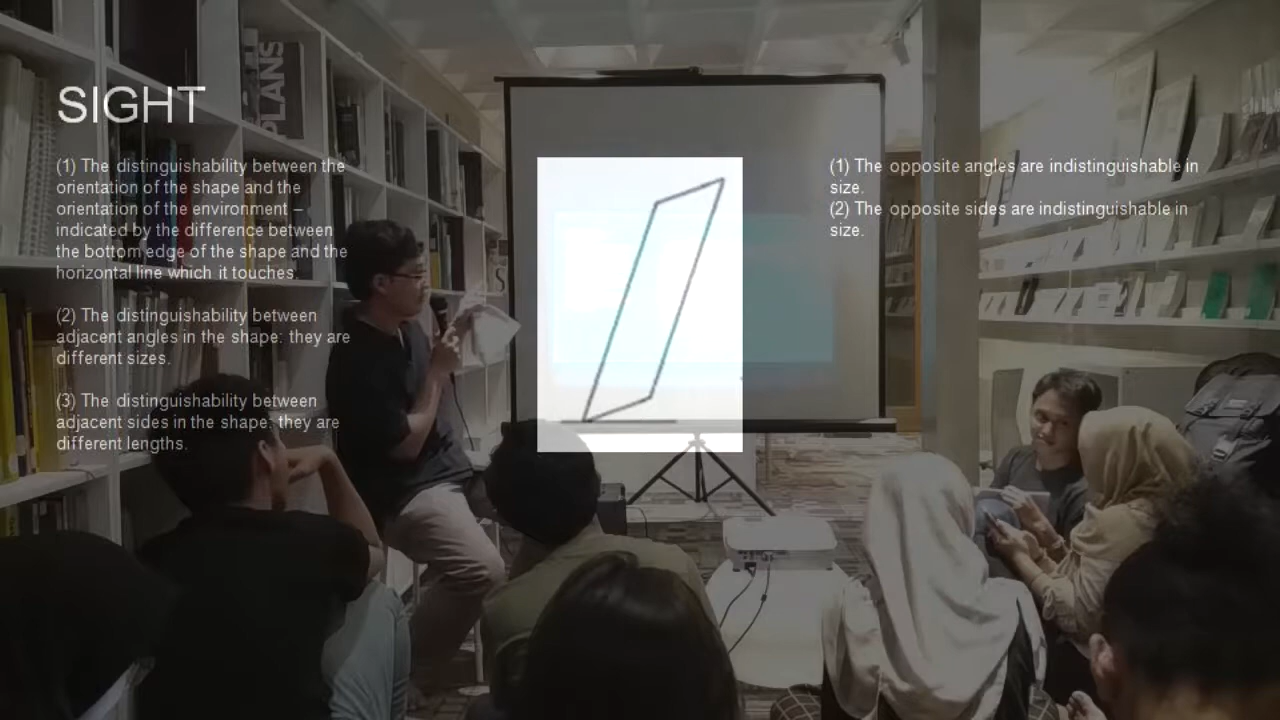 SIGHT
(1) The distinguishability between the
orientation of the shape and the
orientation of the environment –
indicated by the difference between
the bottom edge of the shape and the
horizontal line which it touches.
(2) The distinguishability between
adjacent angles in the shape: they are
different sizes.
(3) The distinguishability between
adjacent sides in the shape: they are
different lengths.
(1) The opposite angles are indistinguishable in
size.
(2) The opposite sides are indistinguishable in
size.
PLANS